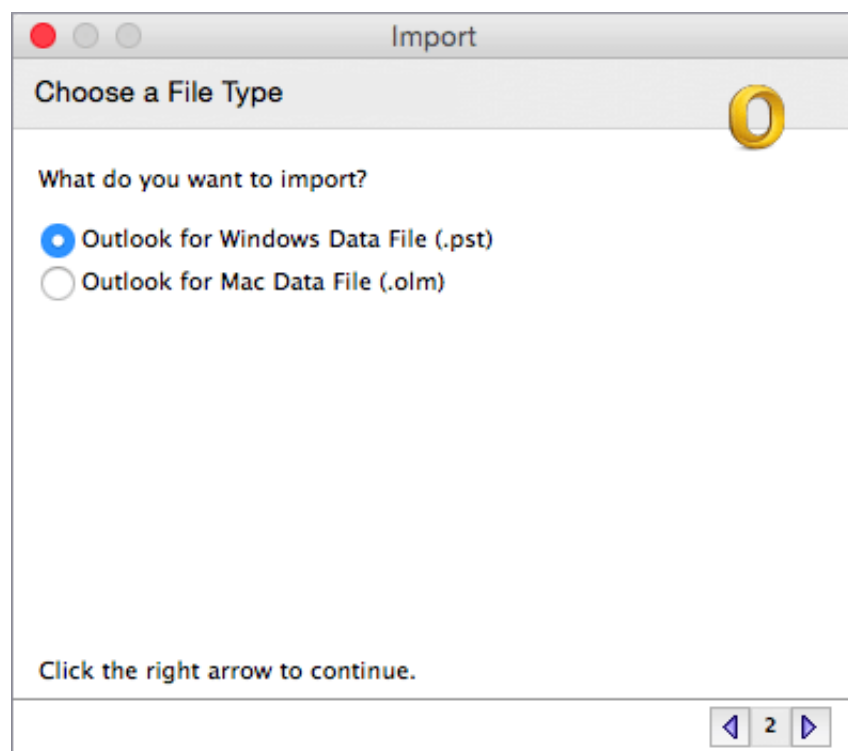 Import
Choose a File Type
What do you want to import?
Outlook for Windows Data File (.pst)
Outlook for Mac Data File (.olm)
Click the right arrow to continue.
2